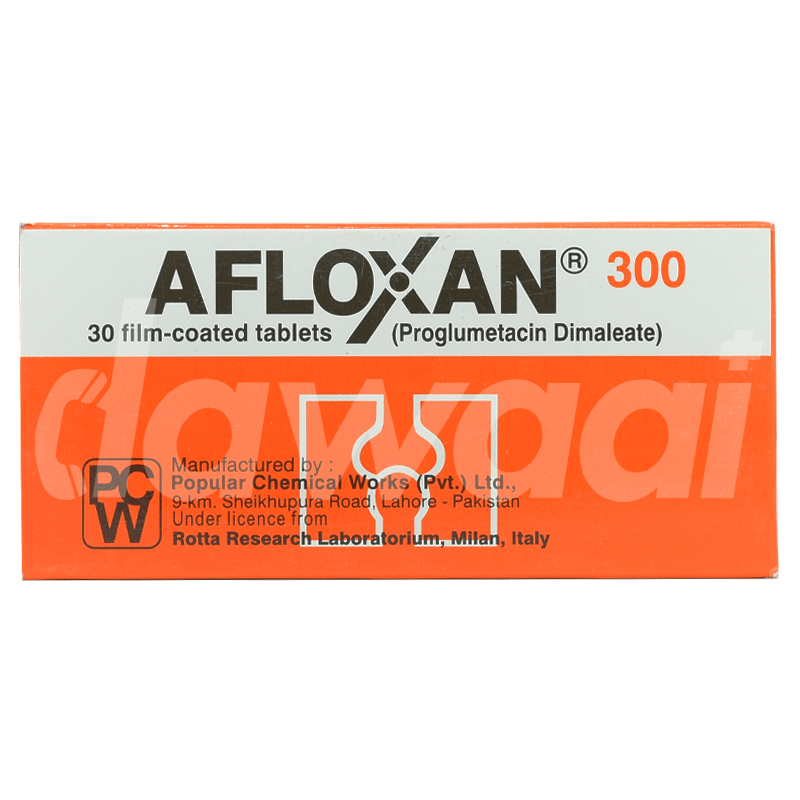 AFLOXAN® 300
30 film-coated tablets (Proglumetacin Dimaleate)
dawaai
PCW
Manufactured by :
Popular Chemical Works (Pvt.) Ltd.,
9-km. Sheikhupura Road, Lahore - Pakistan
Under licence from
Rotta Research Laboratorium, Milan, Italy